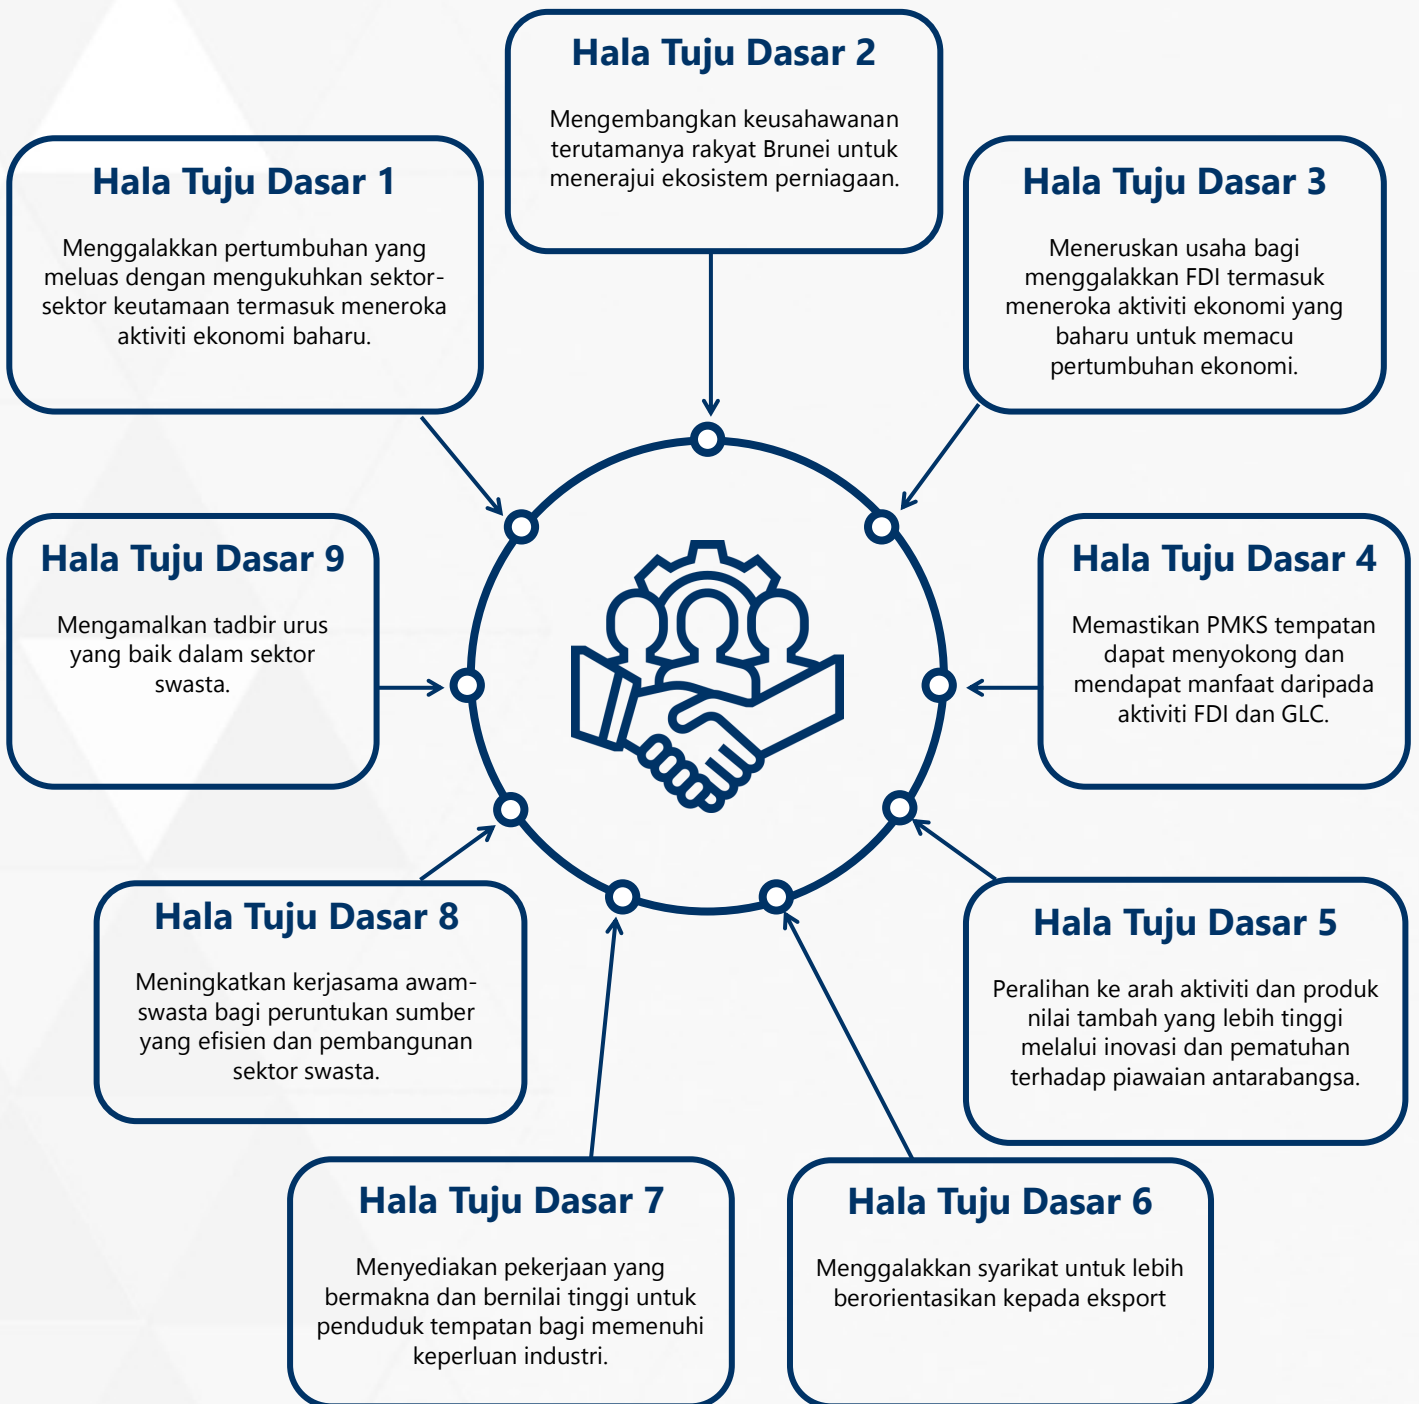 Hala Tuju Dasar 1
Menggalakkan pertumbuhan yang
meluas dengan mengukuhkan sektor-
sektor keutamaan termasuk meneroka
aktiviti ekonomi baharu.
Hala Tuju Dasar 2
Mengembangkan keusahawanan
terutamanya rakyat Brunei untuk
menerajui ekosistem perniagaan.
Hala Tuju Dasar 3
Meneruskan usaha bagi
menggalakkan FDI termasuk
meneroka aktiviti ekonomi yang
baharu untuk memacu
pertumbuhan ekonomi.
Hala Tuju Dasar 4
Memastikan PMKS tempatan
dapat menyokong dan
mendapat manfaat daripada
aktiviti FDI dan GLC.
Hala Tuju Dasar 5
Peralihan ke arah aktiviti dan produk
nilai tambah yang lebih tinggi
melalui inovasi dan pematuhan
terhadap piawaian antarabangsa.
Hala Tuju Dasar 6
Menggalakkan syarikat untuk lebih
berorientasikan kepada eksport
Hala Tuju Dasar 7
Menyediakan pekerjaan yang
bermakna dan bernilai tinggi untuk
penduduk tempatan bagi memenuhi
keperluan industri.
Hala Tuju Dasar 8
Meningkatkan kerjasama awam-
swasta bagi peruntukan sumber
yang efisien dan pembangunan
sektor swasta.
Hala Tuju Dasar 9
Mengamalkan tadbir urus
yang baik dalam sektor
swasta.